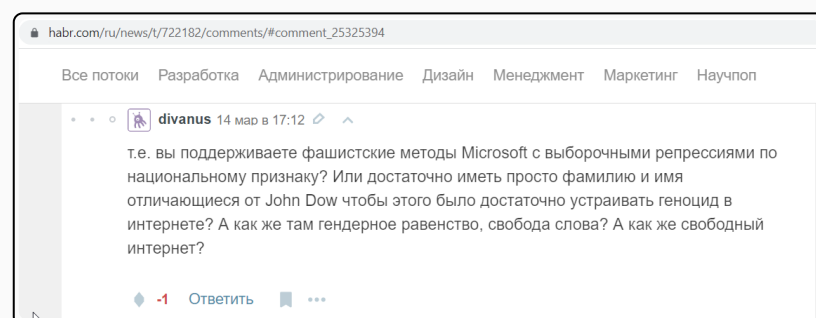 habr.com/ru/news/t/722182/comments/#comment_25325394
Все потоки Разработка Администрирование Дизайн Менеджмент Маркетинг Научпоп
divanus 14 мар в 17:12
т.е. вы поддерживаете фашистские методы Microsoft с выборочными репрессиями по
национальному признаку? Или достаточно иметь просто фамилию и имя
отличающиеся от John Dow чтобы этого было достаточно устраивать геноцид в
интернете? А как же там гендерное равенство, свобода слова? А как же свободный
интернет?
-1 Ответить